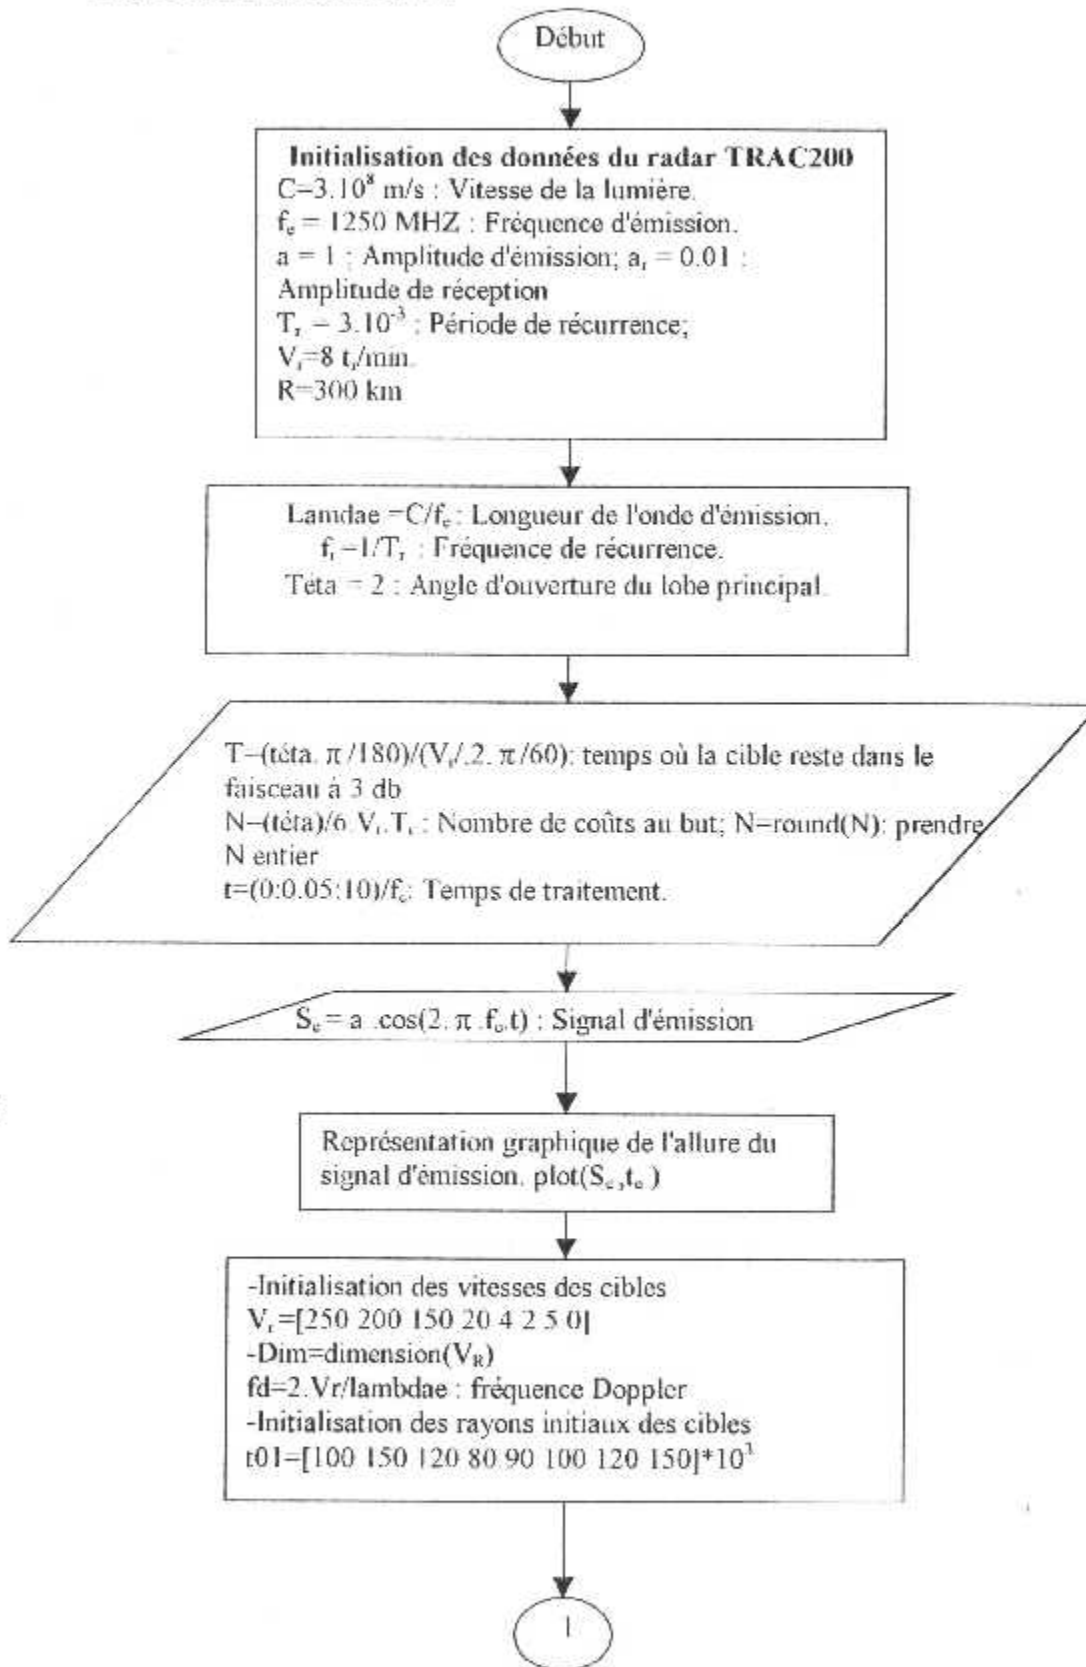 Début
Initialisation des données du radar TRAC200
C=3.10⁸ m/s : Vitesse de la lumière.
fₑ = 1250 MHZ : Fréquence d'émission.
a = 1 : Amplitude d'émission; aᵣ = 0.01 :
Amplitude de réception
Tᵣ = 3.10⁻³ : Période de récurrence;
Vᵣ=8 tᵣ/min.
R=300 km
Lamdae =C/fₑ : Longueur de l'onde d'émission.
fᵣ=1/Tᵣ : Fréquence de récurrence.
Téta = 2 : Angle d'ouverture du lobe principal.
T=(téta. π /180)/(Vᵣ/.2. π /60): temps où la cible reste dans le
faisceau à 3 db
N=(téta)/6 Vᵣ.Tᵣ : Nombre de coûts au but; N=round(N): prendre
N entier
t=(0:0.05:10)/fₑ: Temps de traitement.
Sₑ = a .cos(2. π .fₑ.t) : Signal d'émission
Représentation graphique de l'allure du
signal d'émission. plot(Sₑ,tₑ )
-Initialisation des vitesses des cibles
Vᵣ =[250 200 150 20 4 2 5 0]
-Dim=dimension(V_R)
fd=2.Vr/lambdae : fréquence Doppler
-Initialisation des rayons initiaux des cibles
r01=[100 150 120 80 90 100 120 150]*10³
1